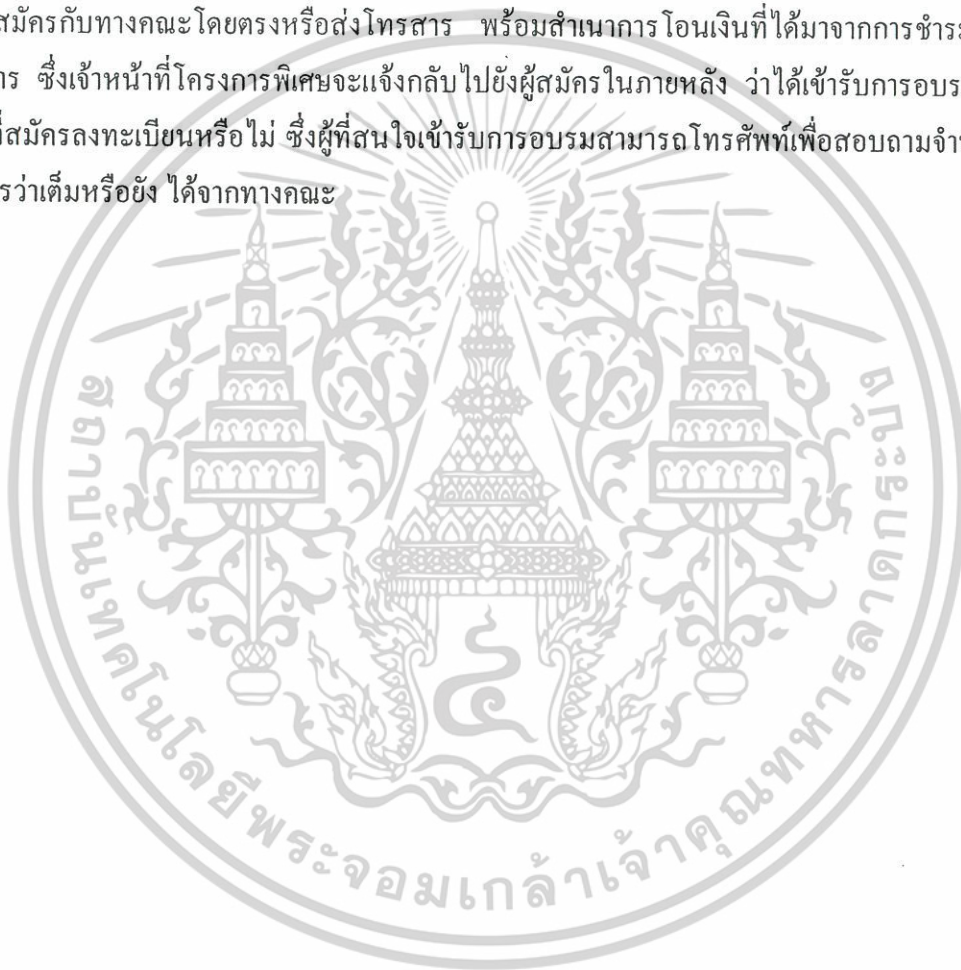 สมัครกับทางคณะโดยตรงหรือส่งโทรสาร พร้อมสำเนาการโอนเงินที่ได้มาจากการชำระ
าร ซึ่งเจ้าหน้าที่โครงการพิเศษจะแจ้งกลับไปยังผู้สมัครในภายหลัง ว่าได้เข้ารับการอบร
ี่สมัครลงทะเบียนหรือไม่ ซึ่งผู้ที่สนใจเข้ารับการอบรมสามารถโทรศัพท์เพื่อสอบถามจำ
รว่าเต็มหรือยัง ได้จากทางคณะ
สถาบันเทคโนโลยีพระจอมเกล้าเจ้าคุณทหารลาดกระบัง